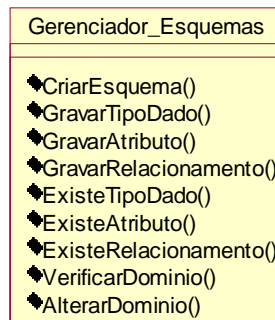 Gerenciador_Esquemas
CriarEsquema()
GravarTipoDado()
GravarAtributo()
GravarRelacionamento()
ExisteTipoDado()
ExisteAtributo()
ExisteRelacionamento()
VerificarDominio()
AlterarDominio()